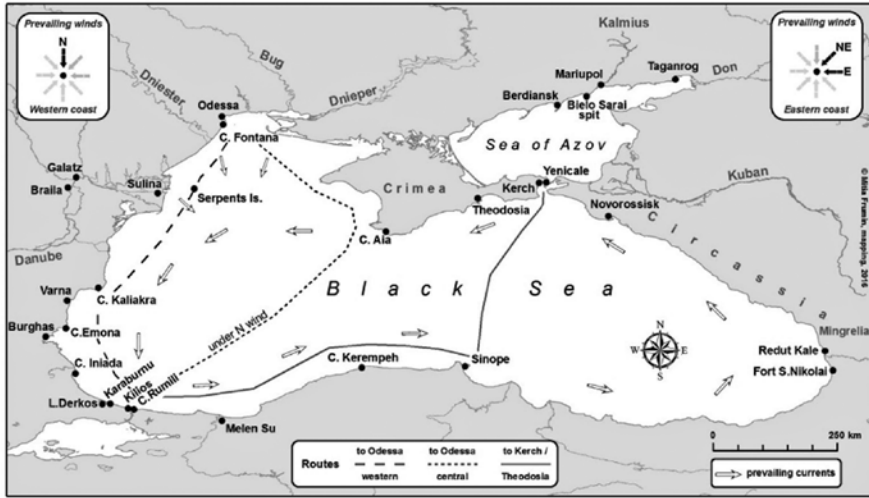 Prevailing winds
N
Western coast
Prevailing winds
NE
E
Eastern coast
Kalmius
Taganrog
Mariupol
Don
Berdiansk
Bielo Sarai
spit
Bug
Dniester
Dnieper
Odessa
C. Fontana
Sea of Azov
Galatz
Braila
Sulina
Serpents Is.
Crimea
Yenicale
Kerch
Kuban
Theodosia
Novorossisk
C. Aia
Circassia
© Mitia Frumin, mapping, 2016
Danube
Varna
C. Kaliakra
Black Sea
Burghas
C.Emona
under N wind
N
W
E
S
Mingrelia
C. Iniada
C. Kerempeh
Sinope
Redut Kale
Fort S.Nikolai
Karaburnu
Kilios
C.Rumili
L.Derkos
Melen Su
0
250 km
Routes
to Odessa
western
to Odessa
central
to Kerch /
Theodosia
prevailing currents